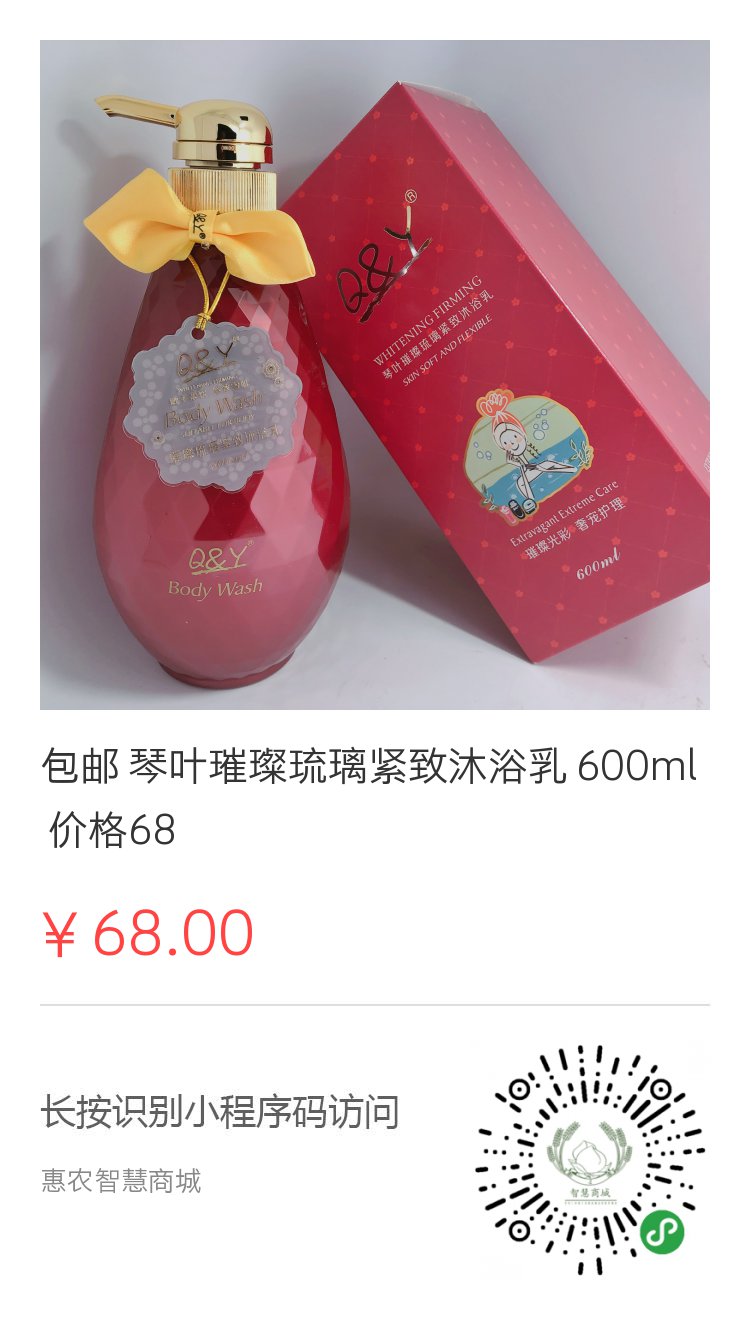 Q&Y®
WHITENING FIRMING
琴叶璀璨琉璃紧致沐浴乳
SKIN SOFT AND FLEXIBLE
Q&Y
Q&Y
Body Wash
Q&Y
Body Wash
Extravagant Extreme Care
璀璨光彩 奢宠护理
600ml
包邮 琴叶璀璨琉璃紧致沐浴乳 600ml
价格68
¥ 68.00
长按识别小程序码访问
惠农智慧商城
智慧商城